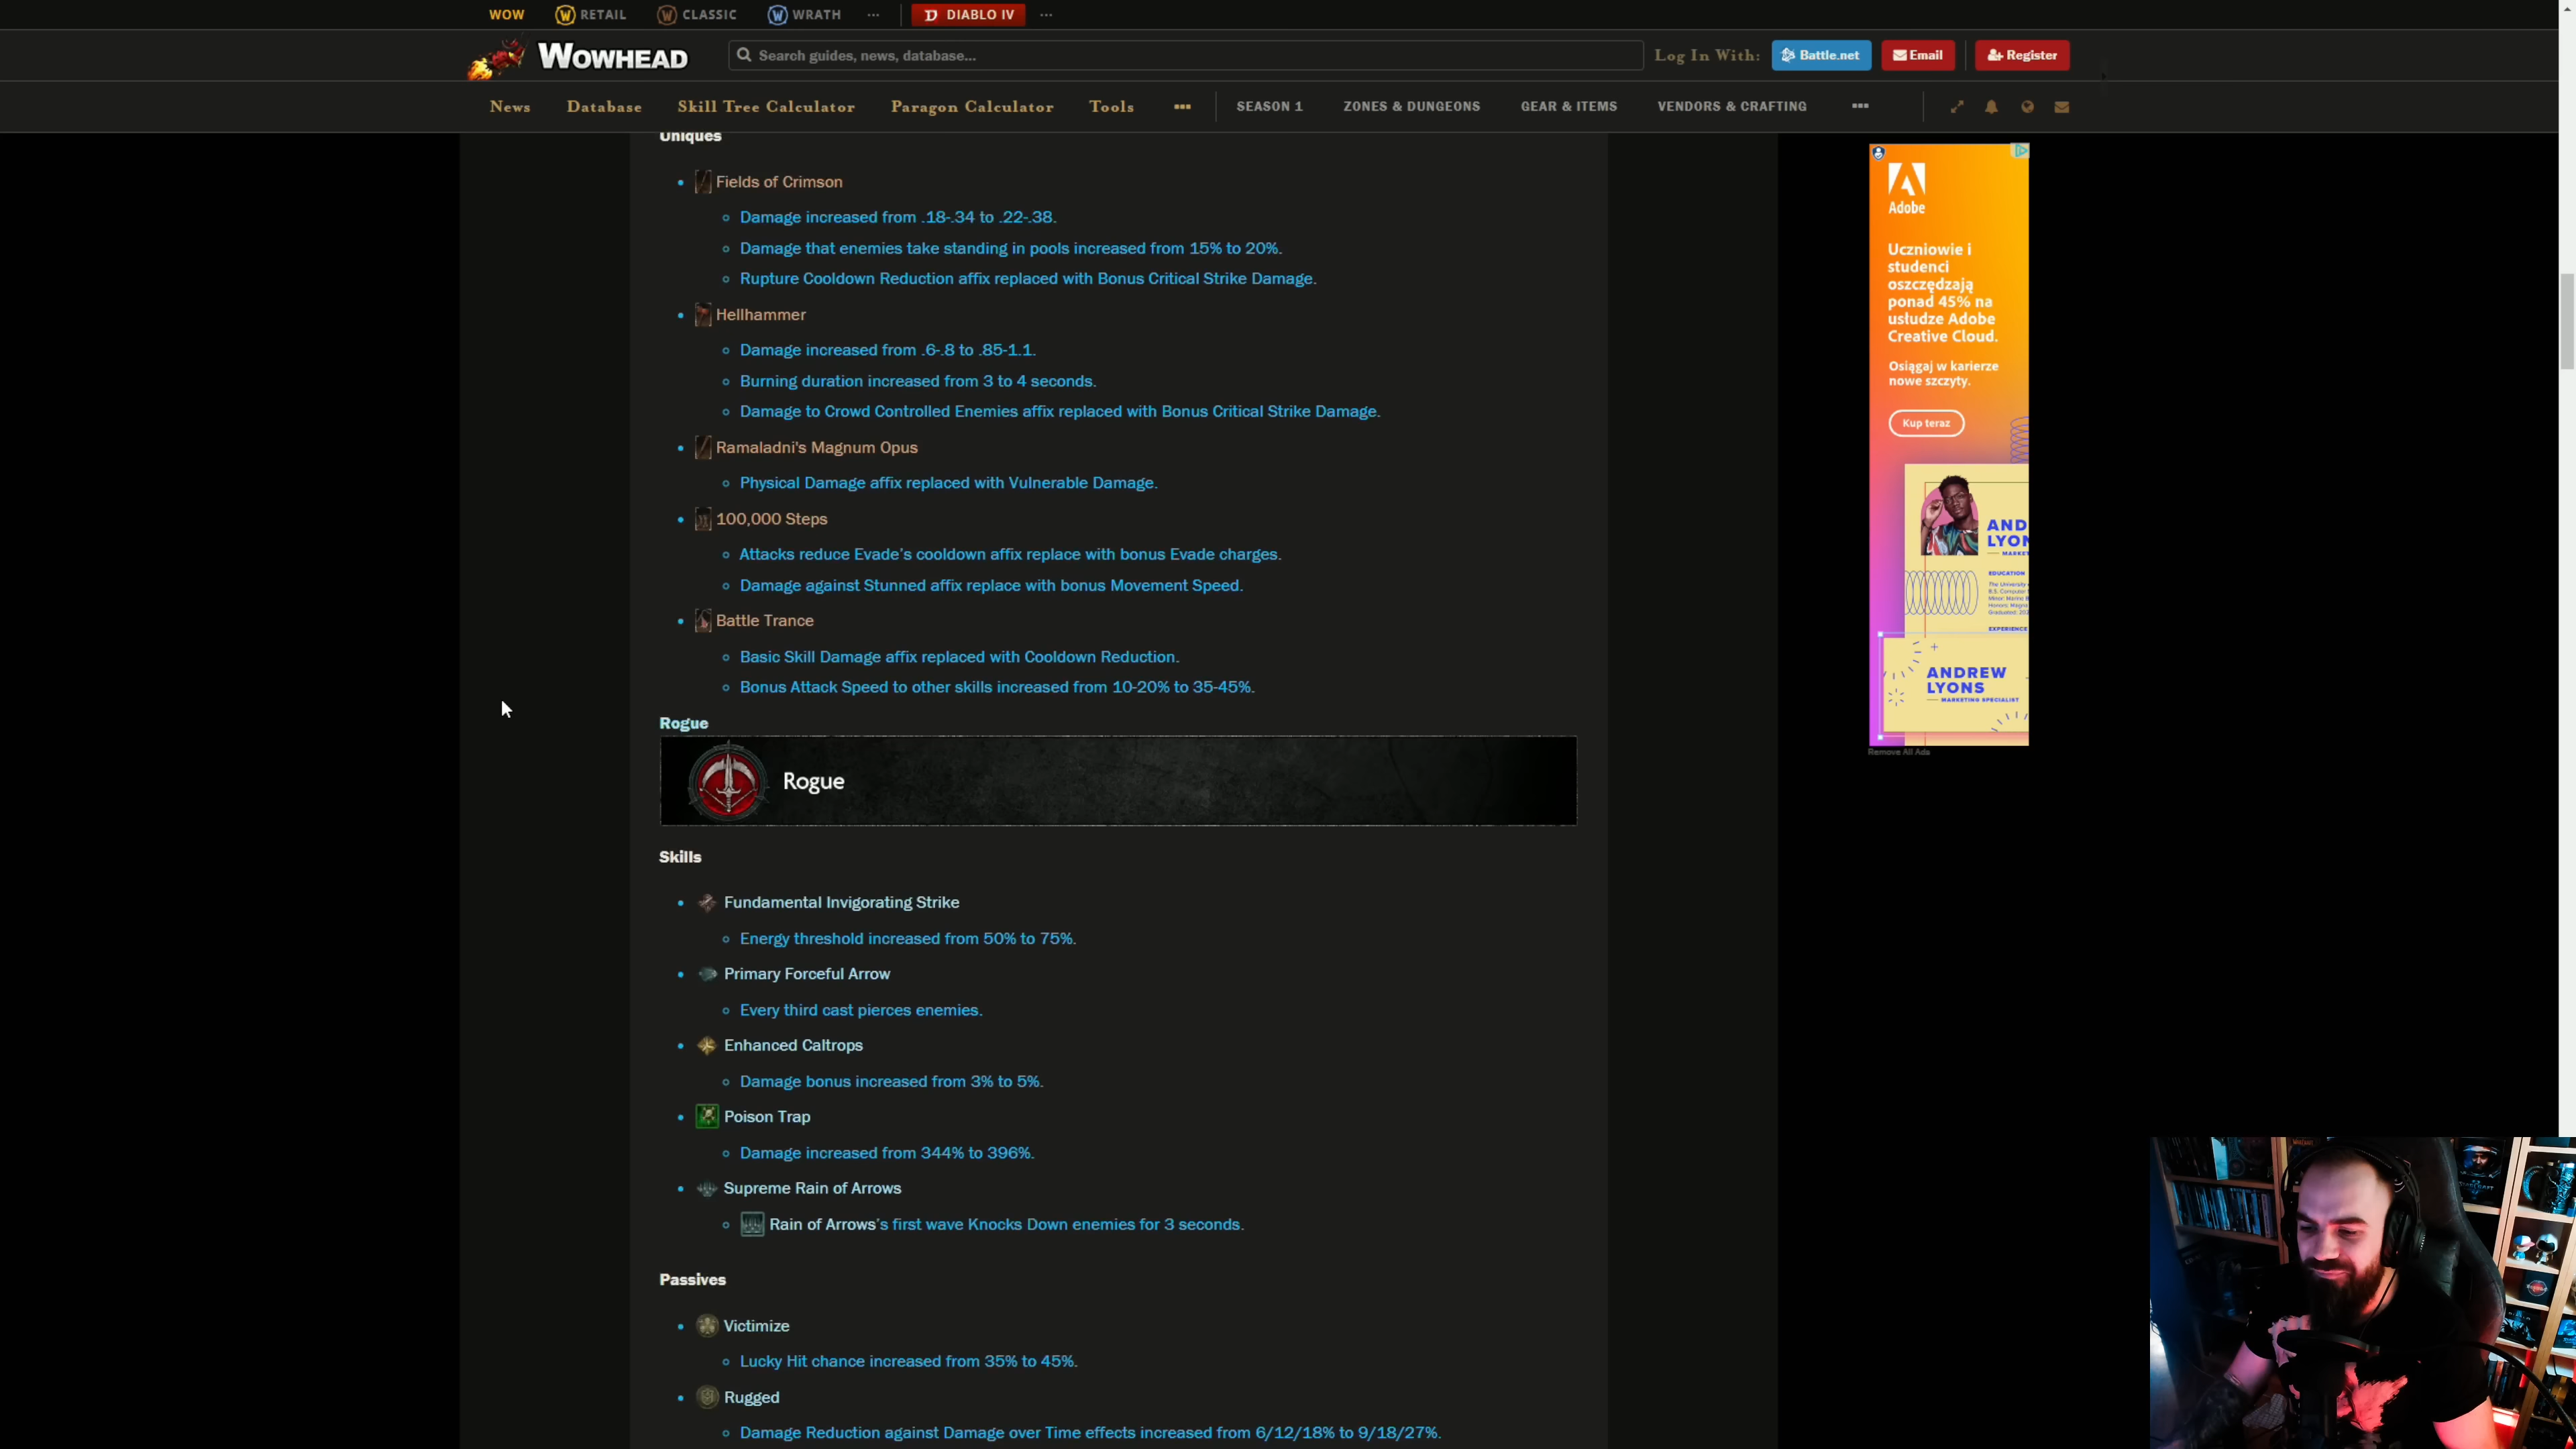 WOW RETAIL CLASSIC WRATH ••• DIABLO IV •••
WOWHEAD Search guides, news, database... Log In With: Battle.net Email Register
News Database Skill Tree Calculator Paragon Calculator Tools ••• SEASON 1 ZONES & DUNGEONS GEAR & ITEMS VENDORS & CRAFTING •••
Uniques
Fields of Crimson
Damage increased from .18-.34 to .22-.38.
Damage that enemies take standing in pools increased from 15% to 20%.
Rupture Cooldown Reduction affix replaced with Bonus Critical Strike Damage.
Hellhammer
Damage increased from .6-.8 to .85-1.1.
Burning duration increased from 3 to 4 seconds.
Damage to Crowd Controlled Enemies affix replaced with Bonus Critical Strike Damage.
Ramaladni's Magnum Opus
Physical Damage affix replaced with Vulnerable Damage.
100,000 Steps
Attacks reduce Evade's cooldown affix replace with bonus Evade charges.
Damage against Stunned affix replace with bonus Movement Speed.
Battle Trance
Basic Skill Damage affix replaced with Cooldown Reduction.
Bonus Attack Speed to other skills increased from 10-20% to 35-45%.
Rogue
Rogue
Skills
Fundamental Invigorating Strike
Energy threshold increased from 50% to 75%.
Primary Forceful Arrow
Every third cast pierces enemies.
Enhanced Caltrops
Damage bonus increased from 3% to 5%.
Poison Trap
Damage increased from 344% to 396%.
Supreme Rain of Arrows
Rain of Arrows's first wave Knocks Down enemies for 3 seconds.
Passives
Victimize
Lucky Hit chance increased from 35% to 45%.
Rugged
Damage Reduction against Damage over Time effects increased from 6/12/18% to 9/18/27%.
Adobe
Uczniowie i
studenci
oszczędzają
ponad 45% na
usłudze Adobe
Creative Cloud.
Osiągaj w karierze
nowe szczyty.
Kup teraz
AND
LYON
MARKET
EDUCATION
EXPERIENCE
ANDREW
LYONS
MARKETING SPECIALIST
Remove All Ads